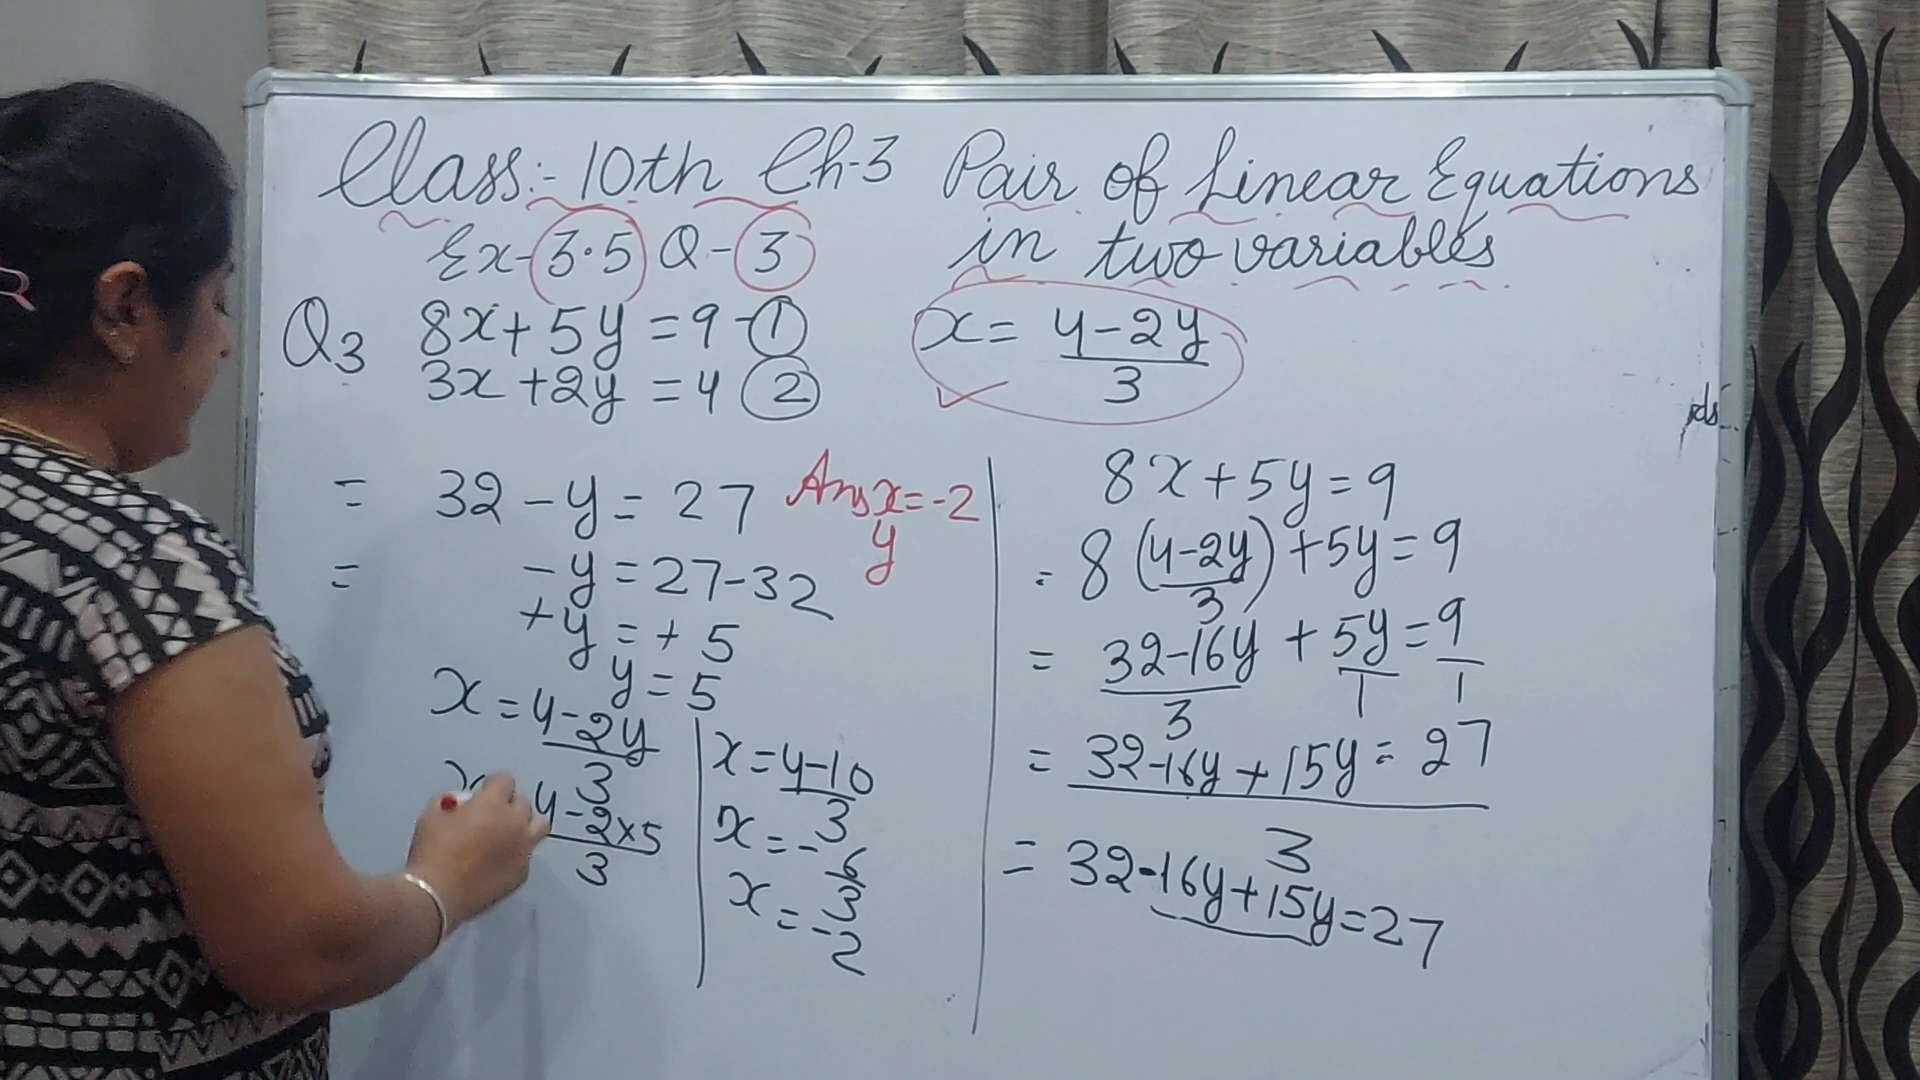 Class:- 10th Ch-3 Pair of Linear Equations
in two variables
Ex-3.5 Q-3
Q3 8x+5y=9 -①
3x+2y=4 ②
x= 4-2y
3
= 32-y=27
= -y=27-32
+y=+5
y=5
x=4-2y
3
4-2×5
3
x=4-10
3
x=-6
3
x=-2
Ans x=-2
y
8x+5y=9
= 8(4-2y)+5y=9
3
= 32-16y+5y=9
3 1 1
= 32-16y+15y=27
3
= 32-16y+15y=27